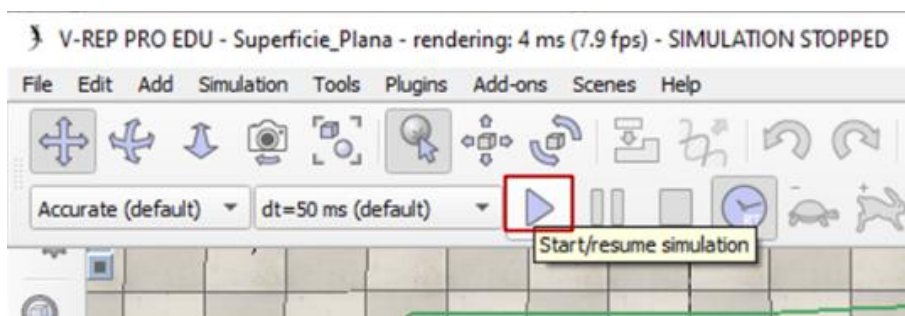 V-REP PRO EDU - Superficie_Plana - rendering: 4 ms (7.9 fps) - SIMULATION STOPPED
File Edit Add Simulation Tools Plugins Add-ons Scenes Help
Accurate (default) dt=50 ms (default)
Start/resume simulation